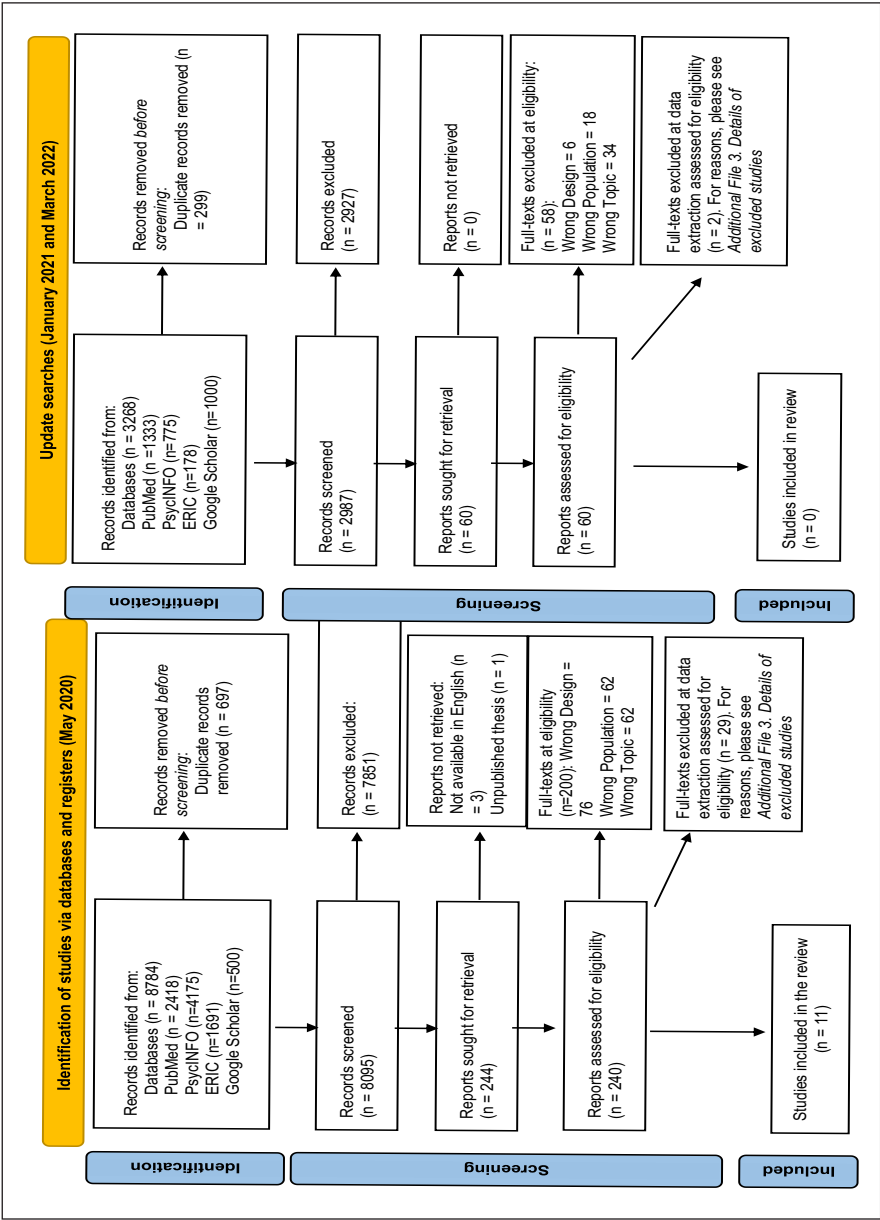 Identification of studies via databases and registers (May 2020)
Identification
Records identified from:
Databases (n = 8784)
PubMed (n = 2418)
PsycINFO (n=4175)
ERIC (n=1691)
Google Scholar (n=500)
Records removed before
screening:
Duplicate records
removed (n = 697)
Screening
Records screened
(n = 8095)
Records excluded:
(n = 7851)
Reports sought for retrieval
(n = 244)
Reports not retrieved:
Not available in English (n
= 3)
Unpublished thesis (n = 1)
Reports assessed for eligibility
(n = 240)
Full-texts at eligibility
(n=200): Wrong Design =
76
Wrong Population = 62
Wrong Topic = 62
Full-texts excluded at data
extraction assessed for
eligibility (n = 29). For
reasons, please see
Additional File 3. Details of
excluded studies
Included
Studies included in the review
(n = 11)
Update searches (January 2021 and March 2022)
Identification
Records identified from:
Databases (n = 3268)
PubMed (n =1333)
PsycINFO (n=775)
ERIC (n=178)
Google Scholar (n=1000)
Records removed before
screening:
Duplicate records removed (n
= 299)
Screening
Records screened
(n = 2987)
Records excluded
(n = 2927)
Reports sought for retrieval
(n = 60)
Reports not retrieved
(n = 0)
Reports assessed for eligibility
(n = 60)
Full-texts excluded at eligibility:
(n = 58):
Wrong Design = 6
Wrong Population = 18
Wrong Topic = 34
Full-texts excluded at data
extraction assessed for eligibility
(n = 2). For reasons, please see
Additional File 3. Details of
excluded studies
Included
Studies included in review
(n = 0)